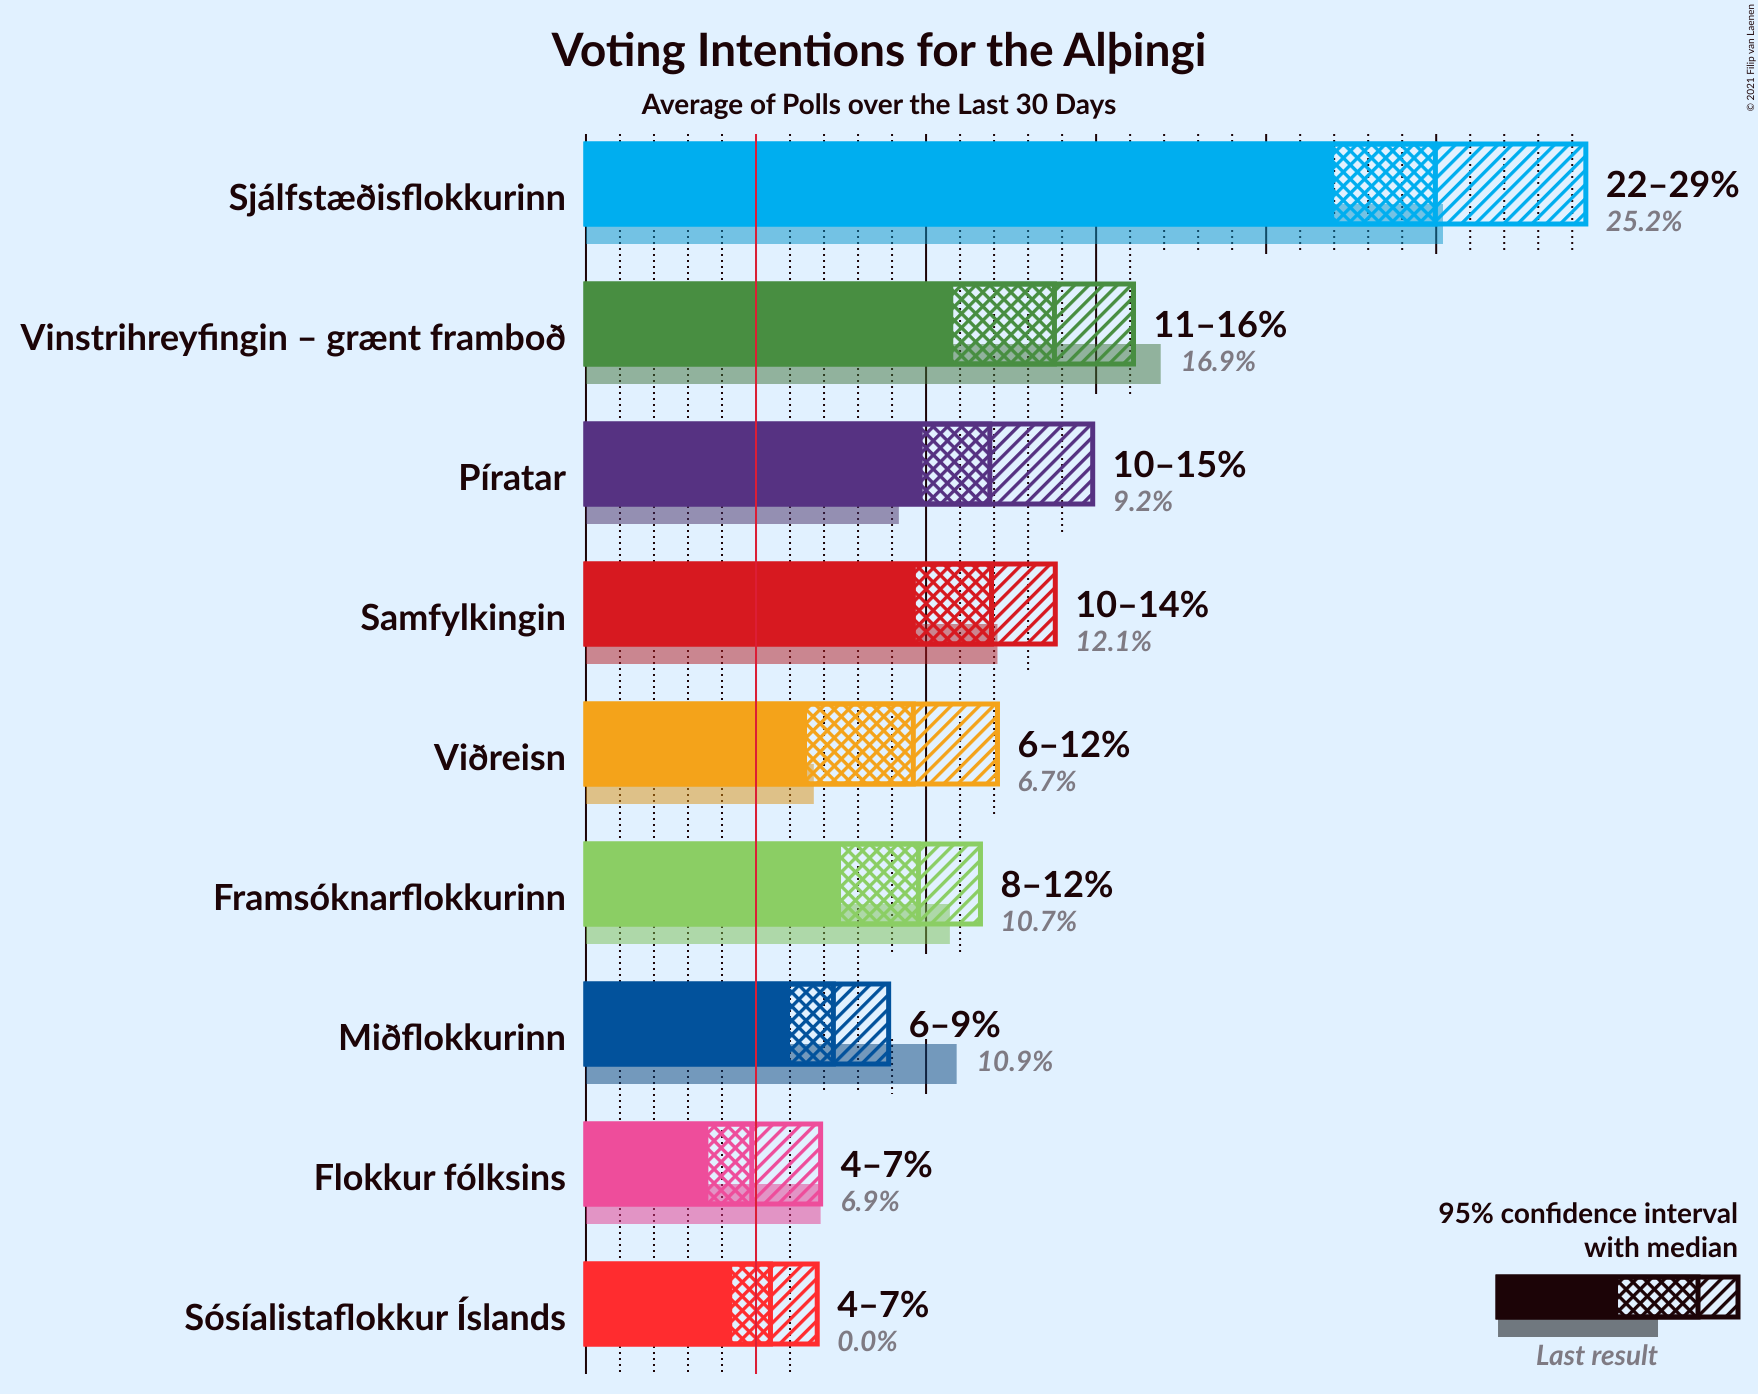 Voting Intentions for the Alþingi
Average of Polls over the Last 30 Days
© 2021 Filip van Laenen
Sjálfstæðisflokkurinn
22–29%
25.2%
Vinstrihreyfingin – grænt framboð
11–16%
16.9%
Píratar
10–15%
9.2%
Samfylkingin
10–14%
12.1%
Viðreisn
6–12%
6.7%
Framsóknarflokkurinn
8–12%
10.7%
Miðflokkurinn
6–9%
10.9%
Flokkur fólksins
4–7%
6.9%
Sósíalistaflokkur Íslands
4–7%
0.0%
95% confidence interval
with median
Last result